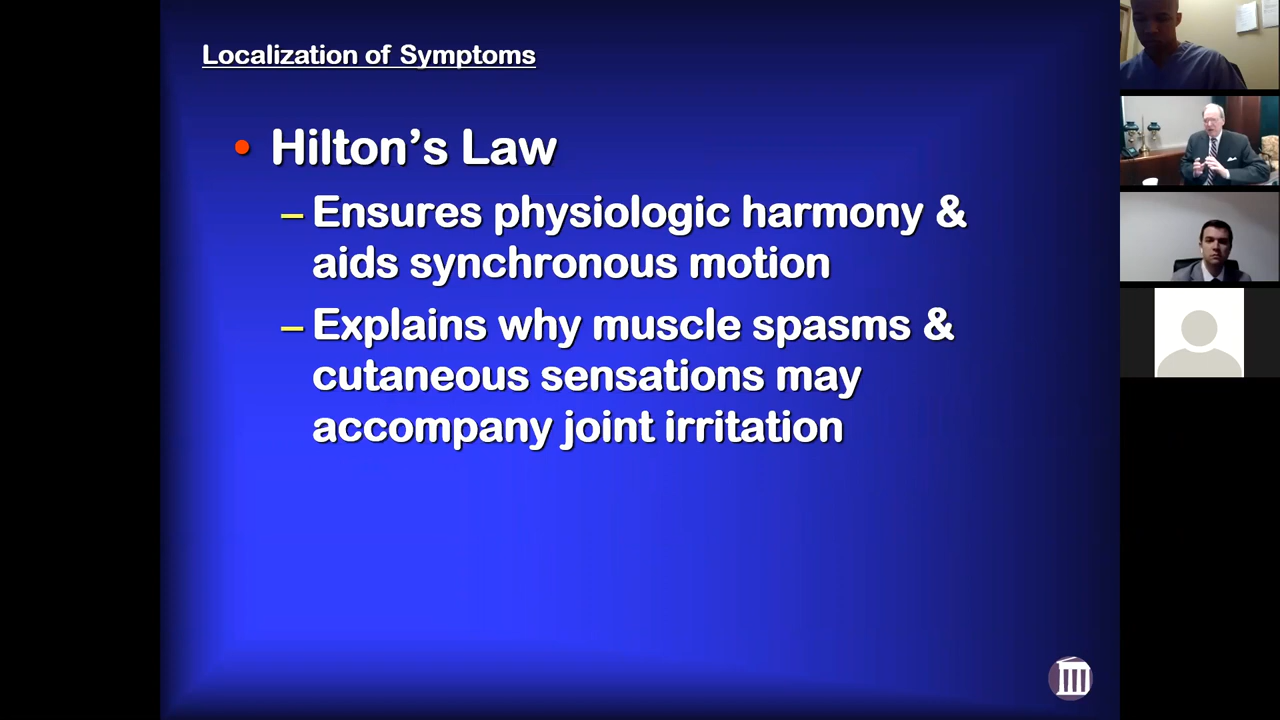 Localization of Symptoms
• Hilton’s Law
– Ensures physiologic harmony &
aids synchronous motion
– Explains why muscle spasms &
cutaneous sensations may
accompany joint irritation